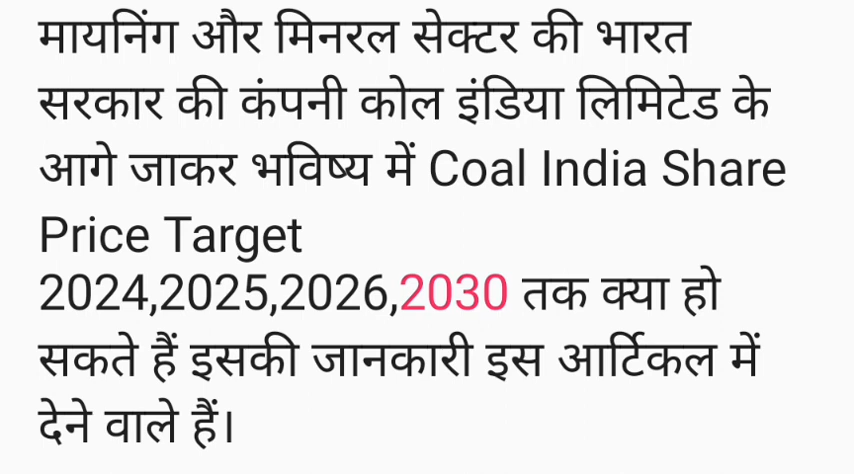 मायनिंग और मिनरल सेक्टर की भारत
सरकार की कंपनी कोल इंडिया लिमिटेड के
आगे जाकर भविष्य में Coal India Share
Price Target
2024,2025,2026,2030 तक क्या हो
सकते हैं इसकी जानकारी इस आर्टिकल में
देने वाले हैं।